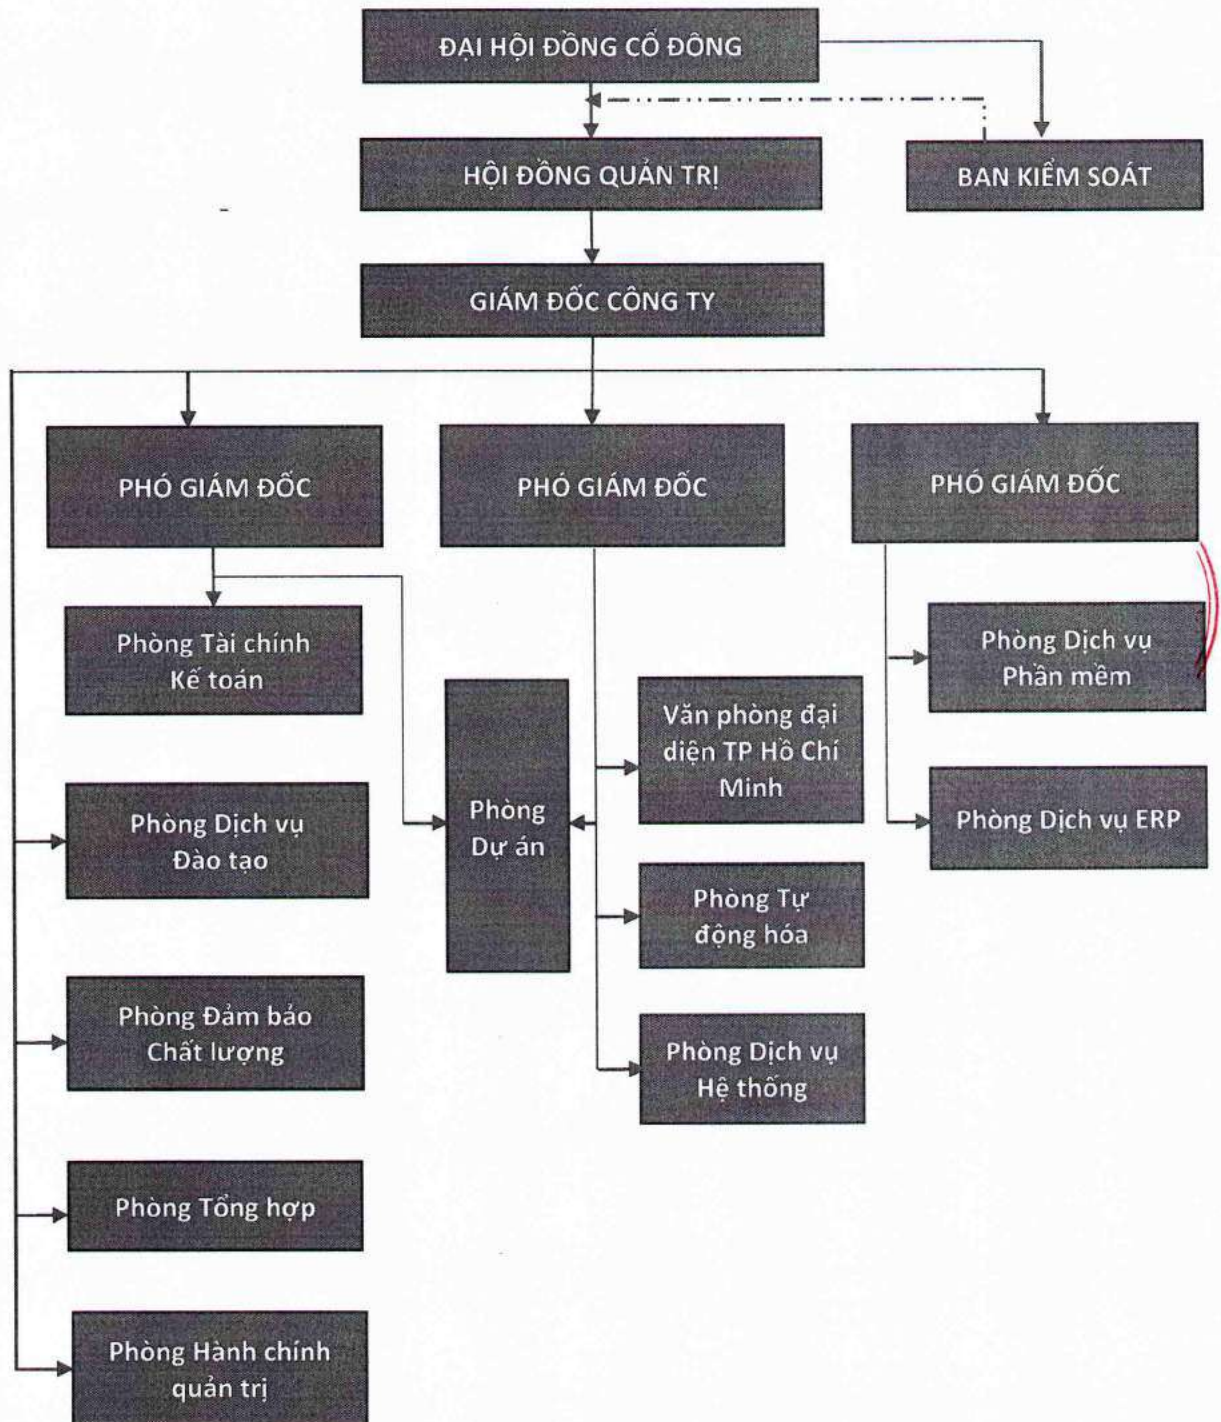 ĐẠI HỘI ĐỒNG CỔ ĐÔNG
HỘI ĐỒNG QUẢN TRỊ
BAN KIỂM SOÁT
GIÁM ĐỐC CÔNG TY
PHÓ GIÁM ĐỐC
PHÓ GIÁM ĐỐC
PHÓ GIÁM ĐỐC
Phòng Tài chính
Kế toán
Phòng Dịch vụ
Đào tạo
Phòng Đảm bảo
Chất lượng
Phòng Tổng hợp
Phòng Hành chính
quản trị
Phòng
Dự án
Văn phòng đại
diện TP Hồ Chí
Minh
Phòng Tự
động hóa
Phòng Dịch vụ
Hệ thống
Phòng Dịch vụ
Phần mềm
Phòng Dịch vụ ERP